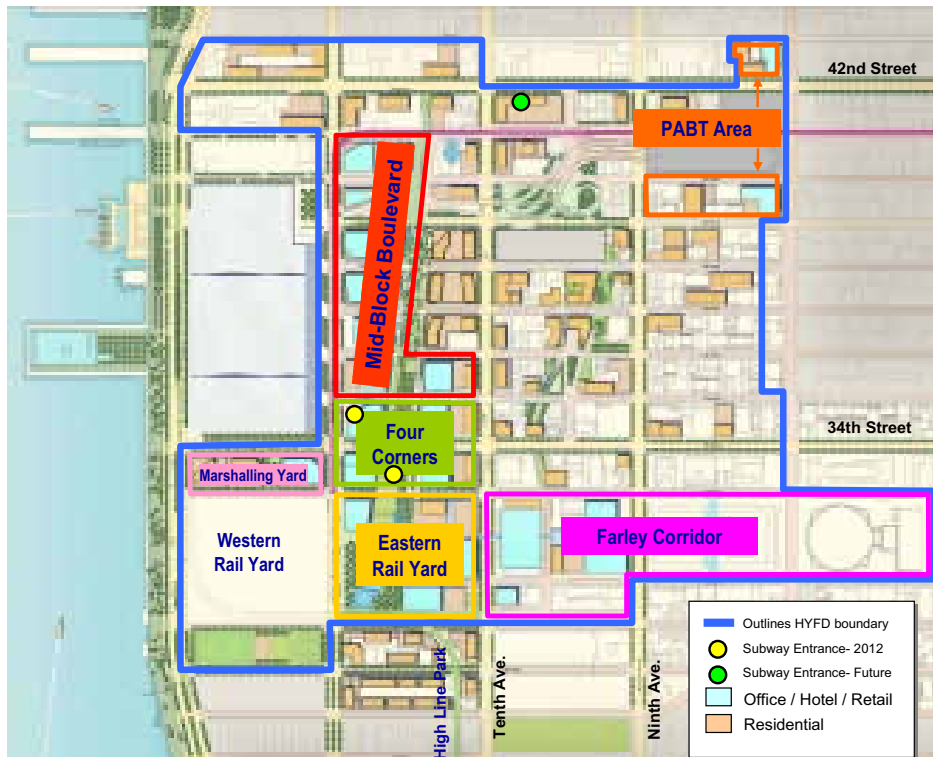 42nd Street
PABT Area
Mid-Block Boulevard
34th Street
Four
Corners
Marshalling Yard
Western
Rail Yard
Eastern
Rail Yard
Farley Corridor
High Line Park
Tenth Ave.
Ninth Ave.
Outlines HYFD boundary
Subway Entrance- 2012
Subway Entrance- Future
Office / Hotel / Retail
Residential